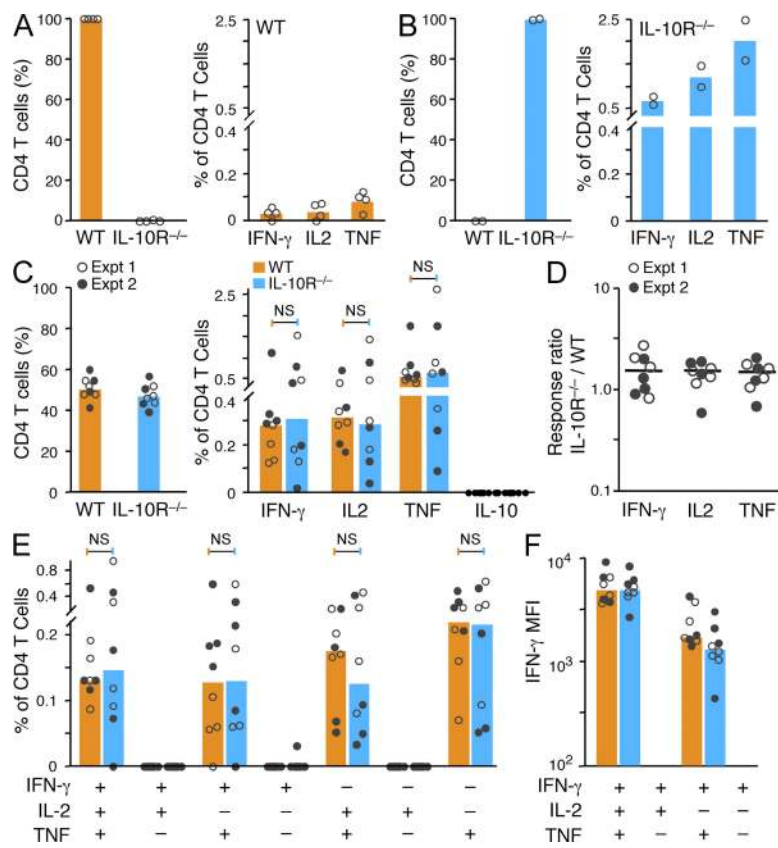 A
CD4 T cells (%)
100
80
60
40
20
0
WT IL-10R–/–
WT
% of CD4 T Cells
2.5
0.5
0.4
0.2
0
IFN-γ IL2 TNF
B
CD4 T cells (%)
100
80
60
40
20
0
WT IL-10R–/–
IL-10R–/–
% of CD4 T Cells
2.5
0.5
0.4
0.2
0
IFN-γ IL2 TNF
C
Expt 1
Expt 2
CD4 T cells (%)
100
80
60
40
20
0
WT IL-10R–/–
WT
IL-10R–/–
% of CD4 T Cells
2.5
0.5
0.4
0.2
0
NS NS NS
IFN-γ IL2 TNF IL-10
D
Expt 1
Expt 2
Response ratio
IL-10R–/– / WT
10
1.0
0.1
IFN-γ IL2 TNF
E
% of CD4 T Cells
0.8
0.4
0.2
0.1
0
NS NS NS NS
IFN-γ + + + + – – –
IL-2 + + – – + + –
TNF + – + – + – +
F
IFN-γ MFI
10⁴
10³
10²
IFN-γ + + + +
IL-2 + + – –
TNF + – + –